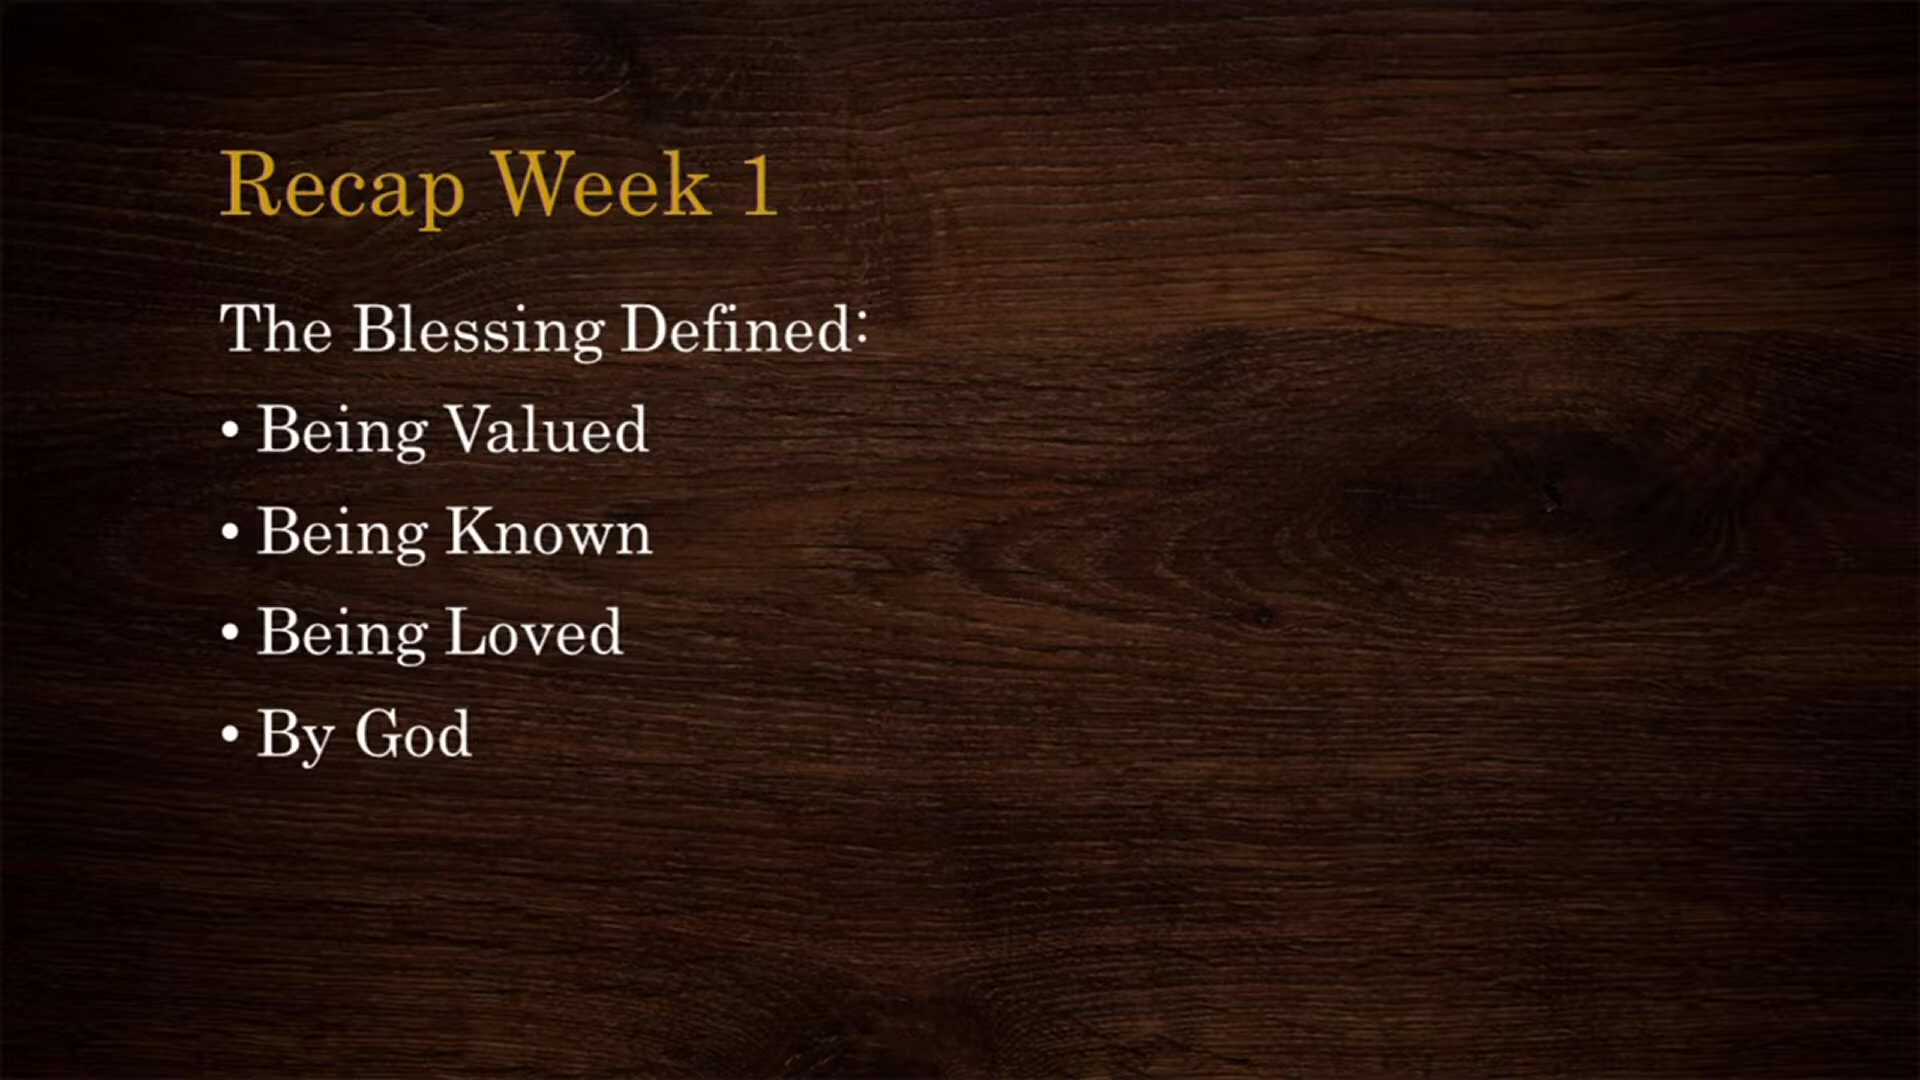 Recap Week 1
The Blessing Defined:
• Being Valued
• Being Known
• Being Loved
• By God